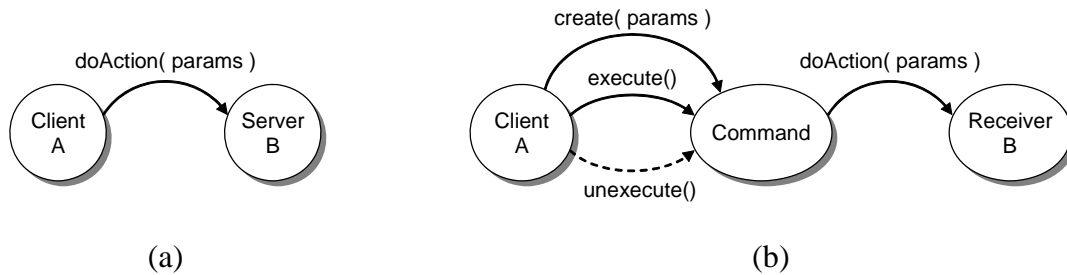 doAction( params )
Client
A
Server
B
(a)
create( params )
execute()
doAction( params )
Client
A
Command
Receiver
B
unexecute()
(b)